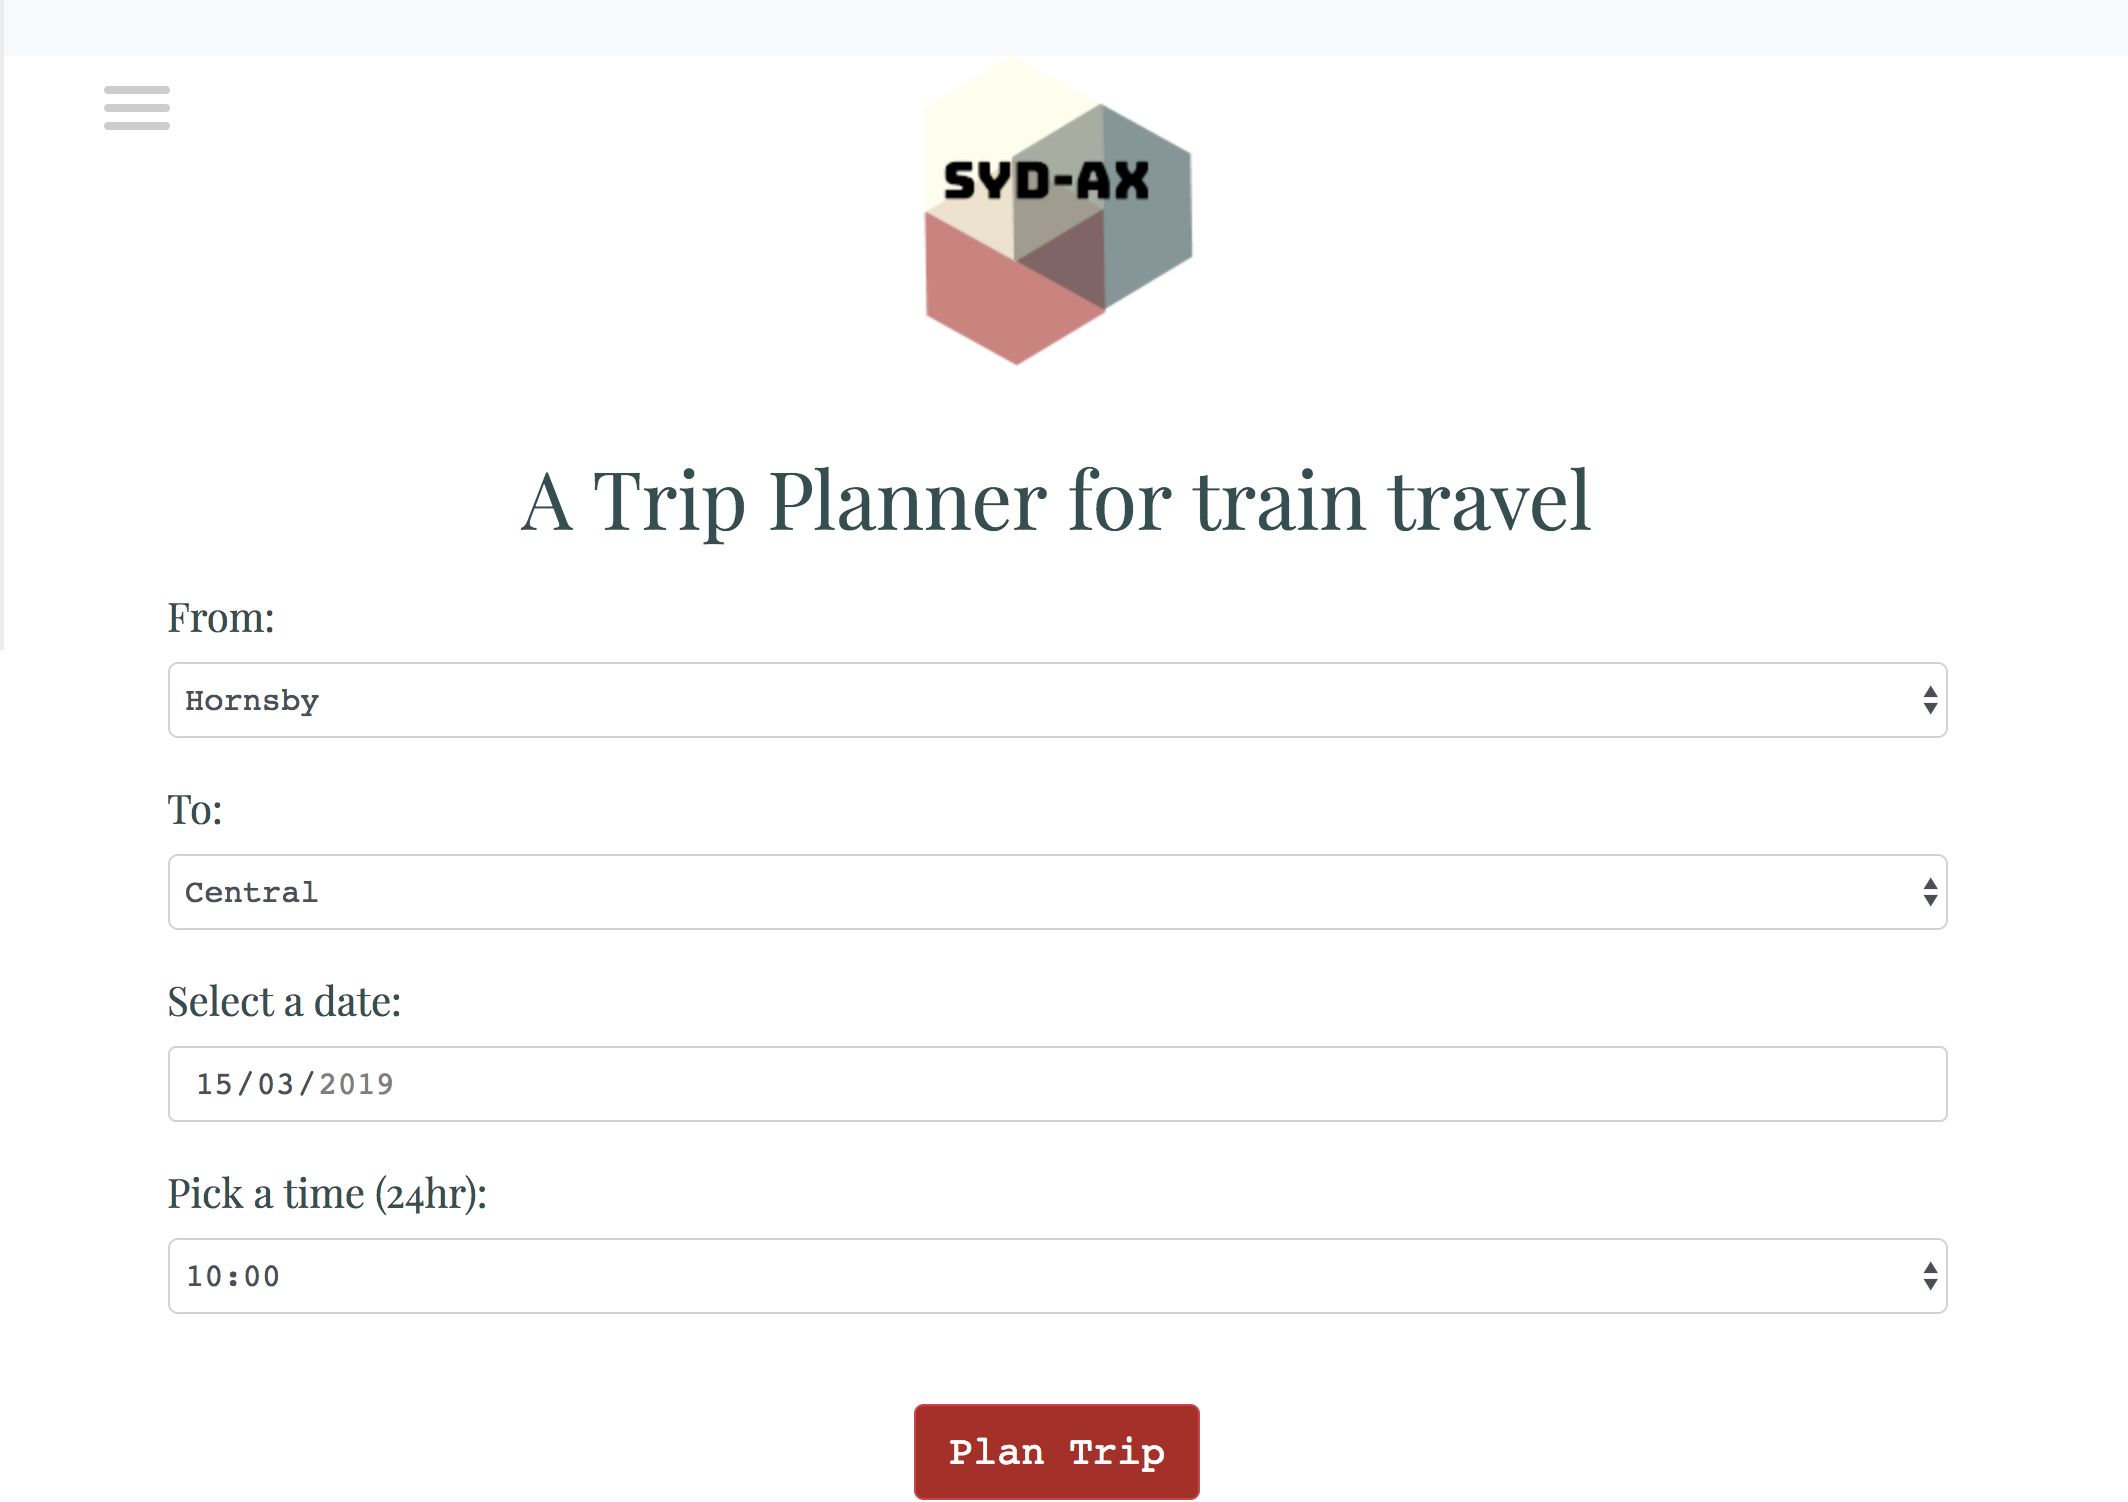 SYD-AX
A Trip Planner for train travel
From:
Hornsby
To:
Central
Select a date:
15/03/2019
Pick a time (24hr):
10:00
Plan Trip